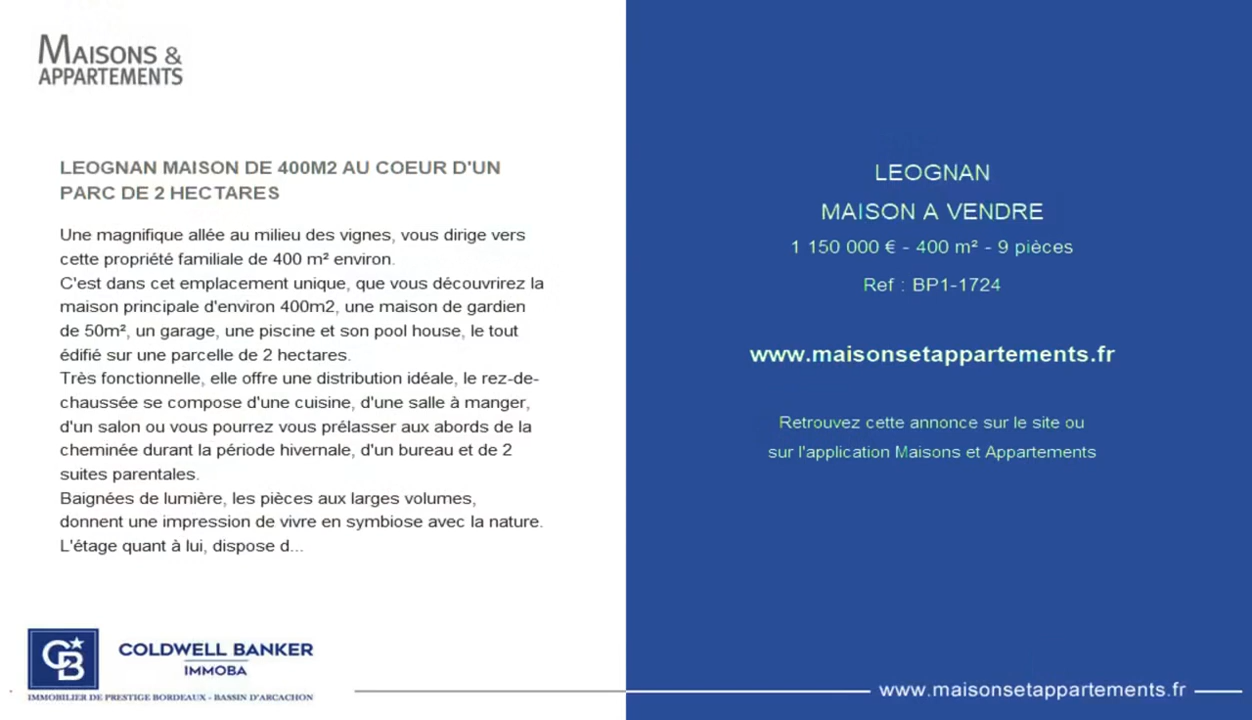 MAISONS &
APPARTEMENTS
LEOGNAN MAISON DE 400M2 AU COEUR D'UN
PARC DE 2 HECTARES
Une magnifique allée au milieu des vignes, vous dirige vers
cette propriété familiale de 400 m² environ.
C'est dans cet emplacement unique, que vous découvrirez la
maison principale d'environ 400m2, une maison de gardien
de 50m², un garage, une piscine et son pool house, le tout
édifié sur une parcelle de 2 hectares.
Très fonctionnelle, elle offre une distribution idéale, le rez-de-
chaussée se compose d'une cuisine, d'une salle à manger,
d'un salon ou vous pourrez vous prélasser aux abords de la
cheminée durant la période hivernale, d'un bureau et de 2
suites parentales.
Baignées de lumière, les pièces aux larges volumes,
donnent une impression de vivre en symbiose avec la nature.
L'étage quant à lui, dispose d...
CB
COLDWELL BANKER
IMMOBA
IMMOBILIER DE PRESTIGE BORDEAUX - BASSIN D'ARCACHON
LEOGNAN
MAISON A VENDRE
1 150 000 € - 400 m² - 9 pièces
Ref : BP1-1724
www.maisonsetappartements.fr
Retrouvez cette annonce sur le site ou
sur l'application Maisons et Appartements
www.maisonsetappartements.fr